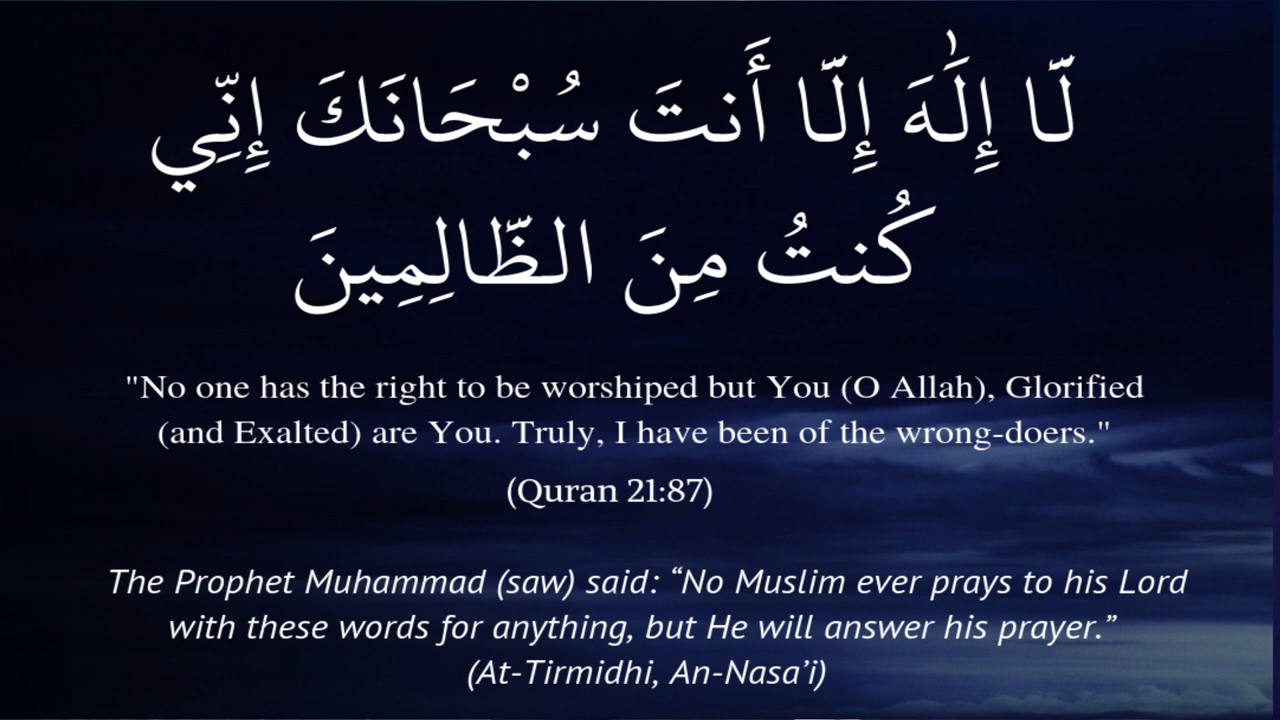 لَّا إِلَٰهَ إِلَّا أَنتَ سُبْحَانَكَ إِنِّي
كُنتُ مِنَ الظَّالِمِينَ
"No one has the right to be worshiped but You (O Allah), Glorified
(and Exalted) are You. Truly, I have been of the wrong-doers."
(Quran 21:87)
The Prophet Muhammad (saw) said: “No Muslim ever prays to his Lord
with these words for anything, but He will answer his prayer.”
(At-Tirmidhi, An-Nasa’i)